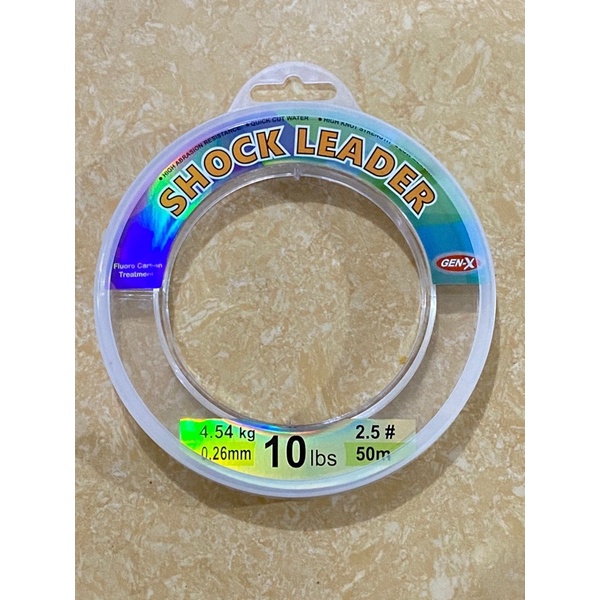 • HIGH ABRASION RESISTANCE • QUICK CUT WATER • HIGH KNOT STRENGTH
SHOCK LEADER
Fluoro Carbon
Treatment
GEN-X
4.54 kg
0.26mm
10 lbs
2.5 #
50m